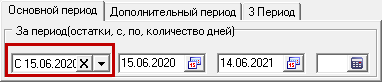 Основной период Дополнительный период 3 Период
За период(остатки, с, по, количество дней)
С 15.06.2020 15.06.2020 14.06.2021